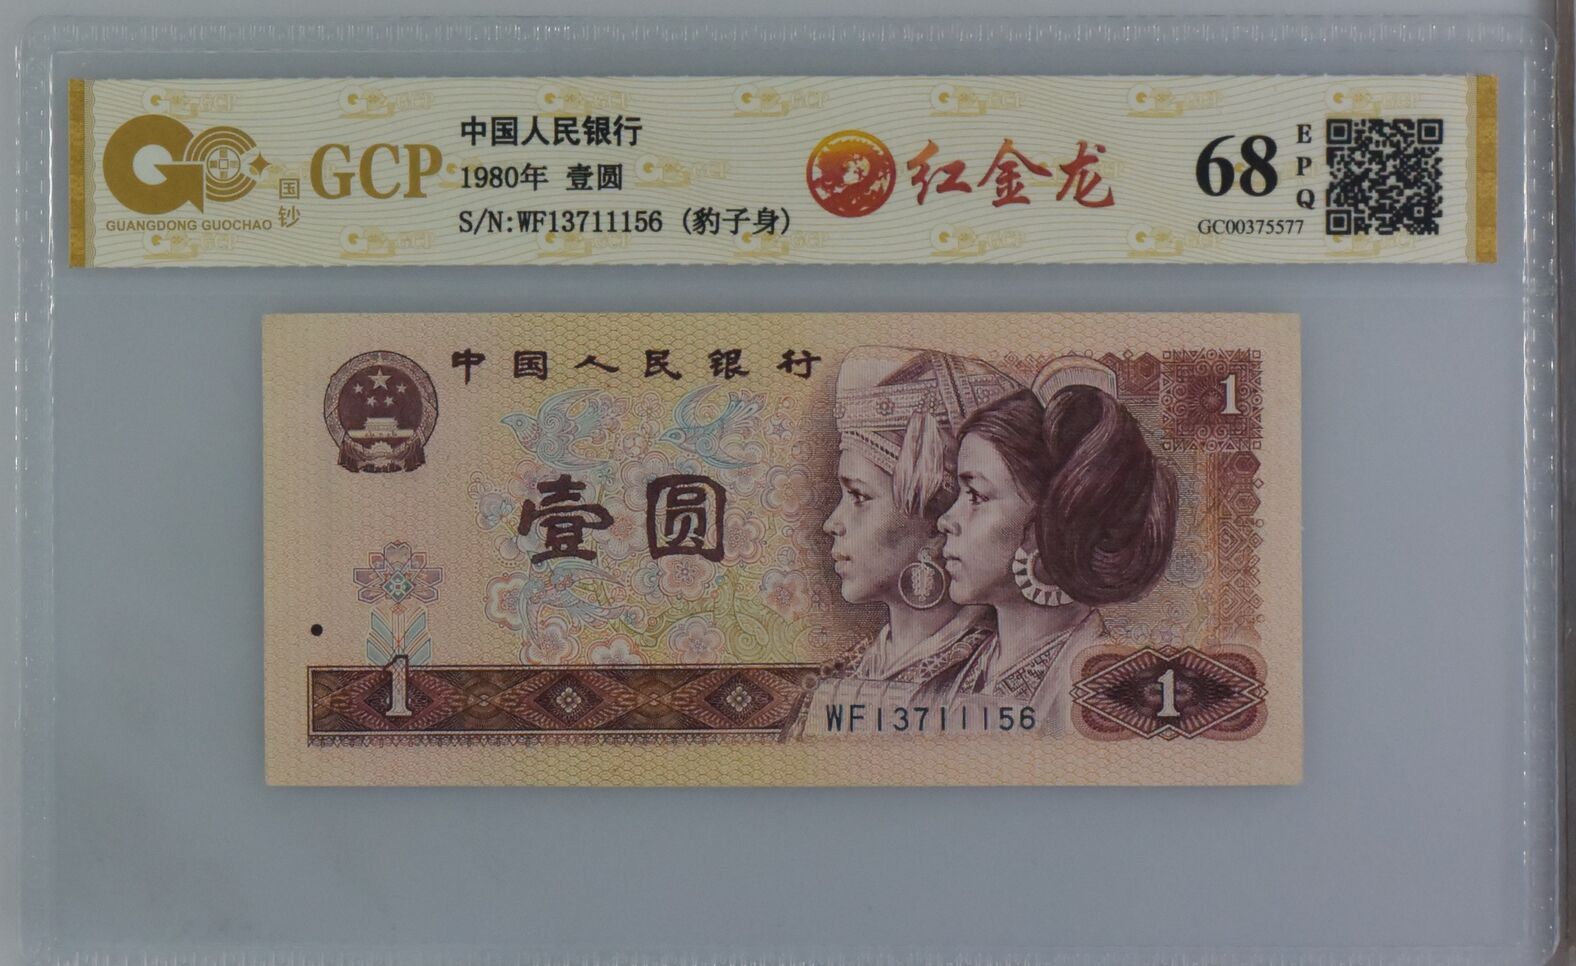 GUANGDONG GUOCHAO
国钞
GCP
中国人民银行
1980年 壹圆
S/N:WF13711156 (豹子身)
红金龙
68
EPQ
GC00375577
中国人民银行
1
壹圆
1
WF13711156
1